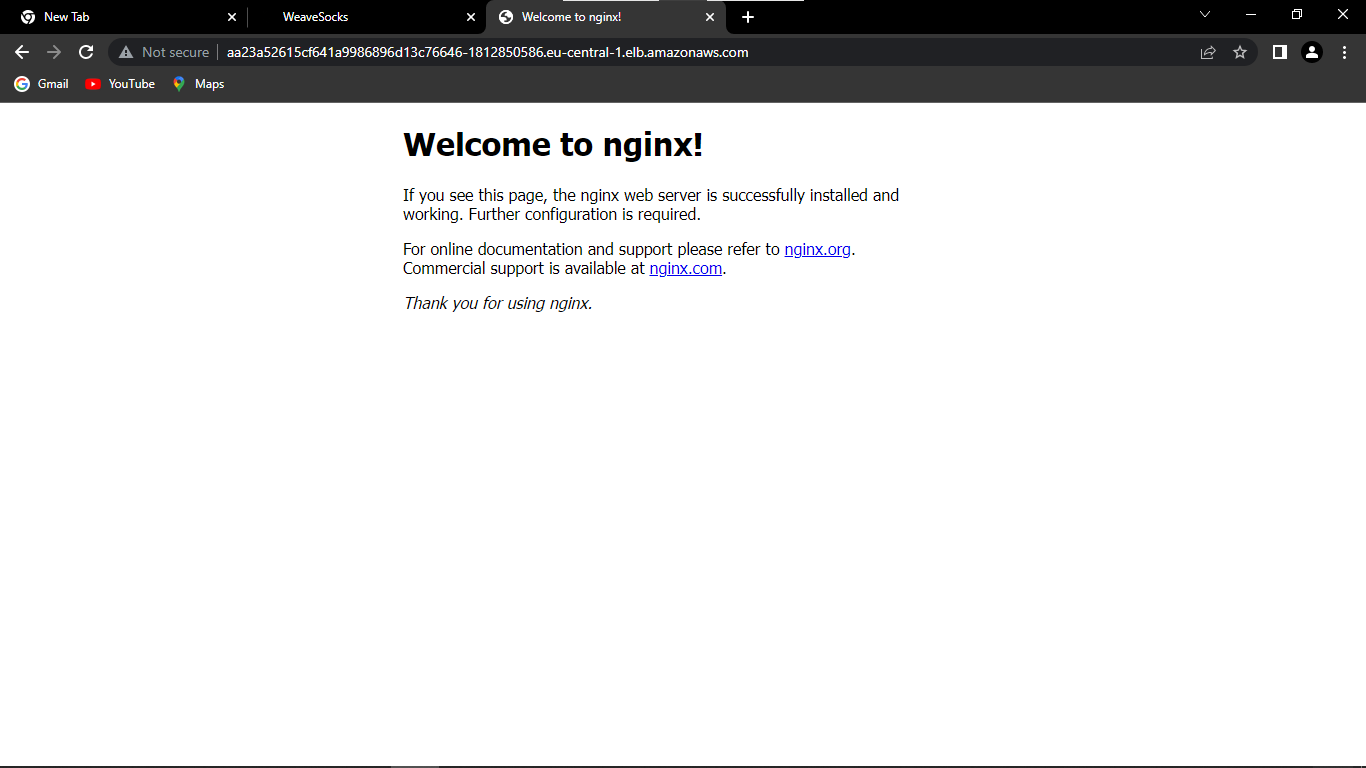 New Tab
WeaveSocks
Welcome to nginx!
Not secure
aa23a52615cf641a9986896d13c76646-1812850586.eu-central-1.elb.amazonaws.com
Gmail
YouTube
Maps
Welcome to nginx!
If you see this page, the nginx web server is successfully installed and
working. Further configuration is required.
For online documentation and support please refer to nginx.org.
Commercial support is available at nginx.com.
Thank you for using nginx.